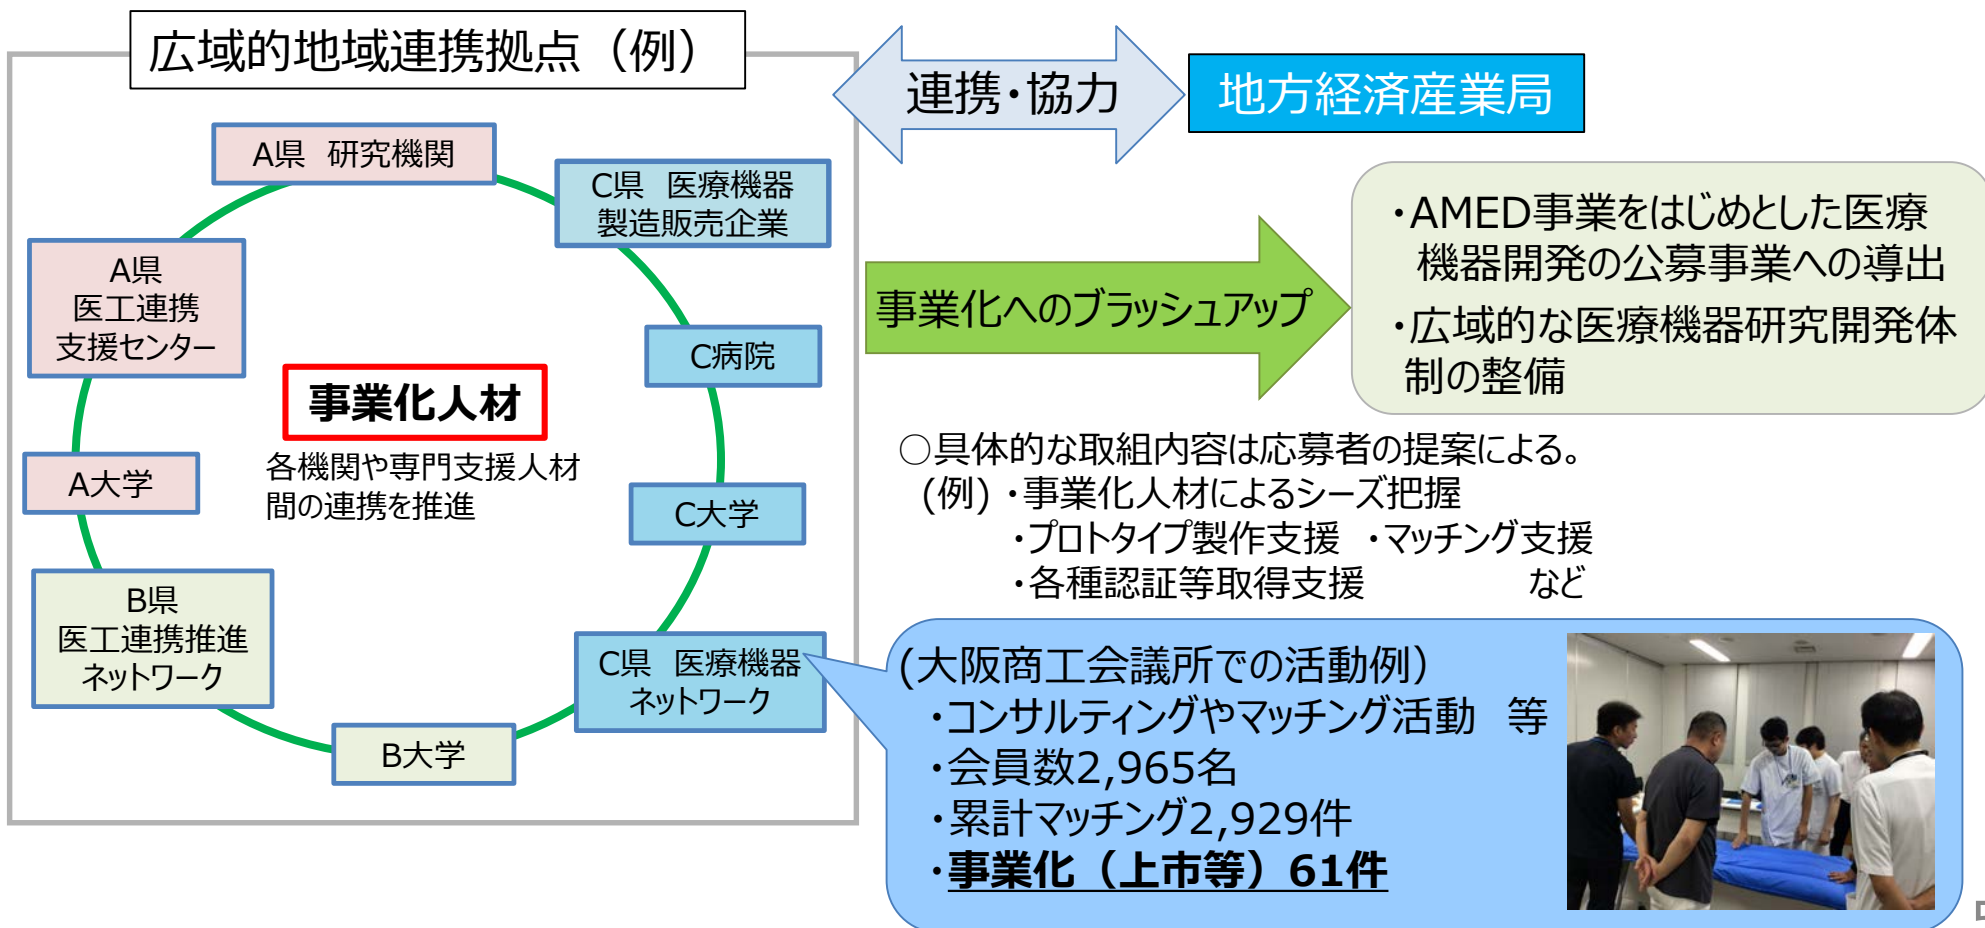 広域的地域連携拠点（例）
連携・協力
地方経済産業局
A県　研究機関
C県　医療機器
製造販売企業
A県
医工連携
支援センター
C病院
事業化人材
各機関や専門支援人材
間の連携を推進
A大学
C大学
B県
医工連携推進
ネットワーク
C県　医療機器
ネットワーク
B大学
事業化へのブラッシュアップ
・AMED事業をはじめとした医療
機器開発の公募事業への導出
・広域的な医療機器研究開発体
制の整備
○具体的な取組内容は応募者の提案による。
(例)・事業化人材によるシーズ把握
・プロトタイプ製作支援　・マッチング支援
・各種認証等取得支援　　　　　など
(大阪商工会議所での活動例）
・コンサルティングやマッチング活動　等
・会員数2,965名
・累計マッチング2,929件
・事業化（上市等）61件